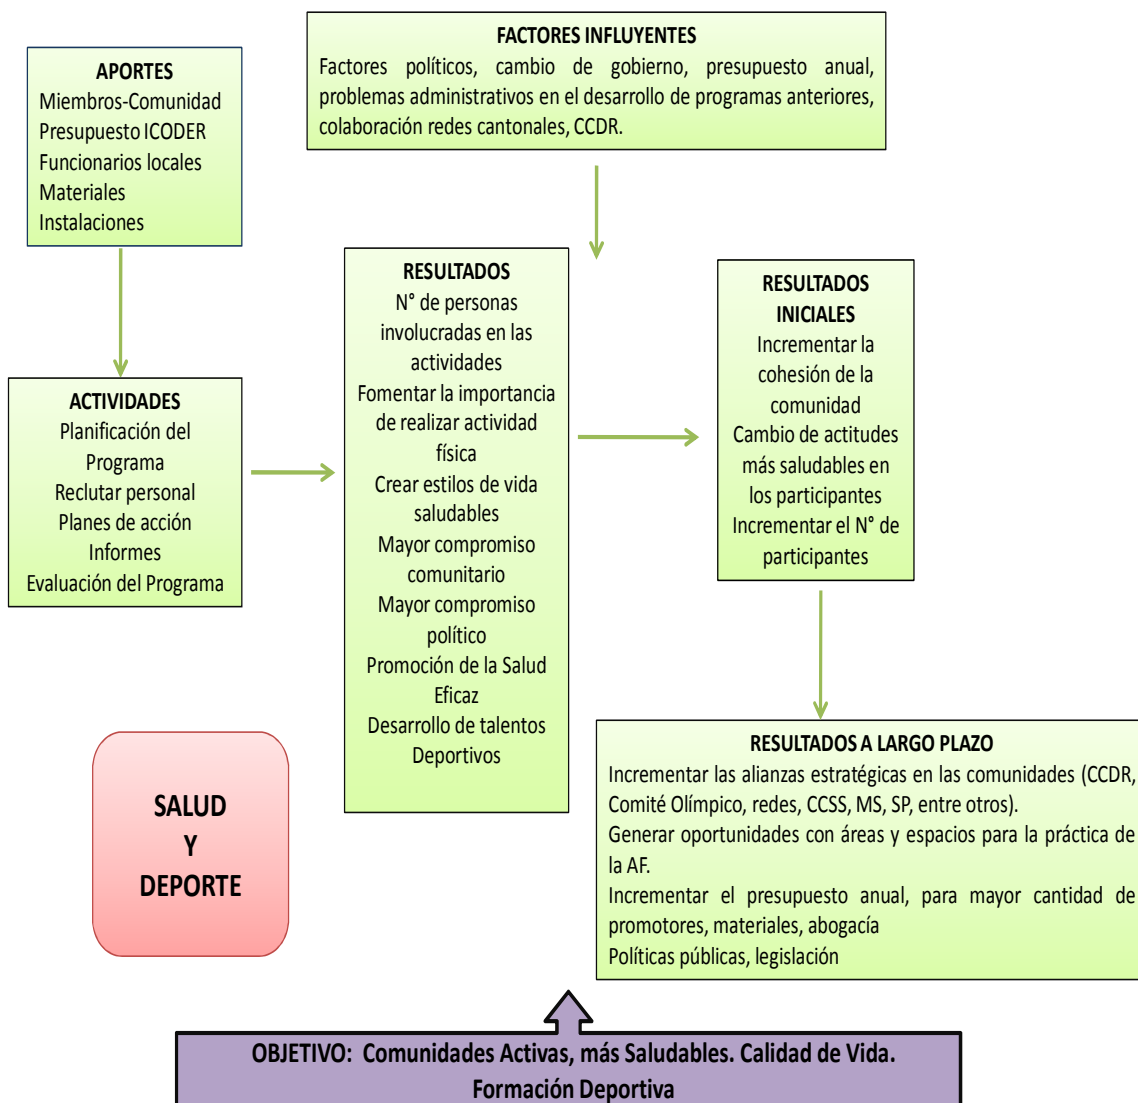 APORTES
Miembros-Comunidad
Presupuesto ICODER
Funcionarios locales
Materiales
Instalaciones
FACTORES INFLUYENTES
Factores políticos, cambio de gobierno, presupuesto anual,
problemas administrativos en el desarrollo de programas anteriores,
colaboración redes cantonales, CCDR.
ACTIVIDADES
Planificación del
Programa
Reclutar personal
Planes de acción
Informes
Evaluación del Programa
RESULTADOS
N° de personas
involucradas en las
actividades
Fomentar la importancia
de realizar actividad
física
Crear estilos de vida
saludables
Mayor compromiso
comunitario
Mayor compromiso
político
Promoción de la Salud
Eficaz
Desarrollo de talentos
Deportivos
RESULTADOS
INICIALES
Incrementar la
cohesión de la
comunidad
Cambio de actitudes
más saludables en
los participantes
Incrementar el N° de
participantes
SALUD
Y
DEPORTE
RESULTADOS A LARGO PLAZO
Incrementar las alianzas estratégicas en las comunidades (CCDR,
Comité Olímpico, redes, CCSS, MS, SP, entre otros).
Generar oportunidades con áreas y espacios para la práctica de
la AF.
Incrementar el presupuesto anual, para mayor cantidad de
promotores, materiales, abogacía
Políticas públicas, legislación
OBJETIVO: Comunidades Activas, más Saludables. Calidad de Vida.
Formación Deportiva